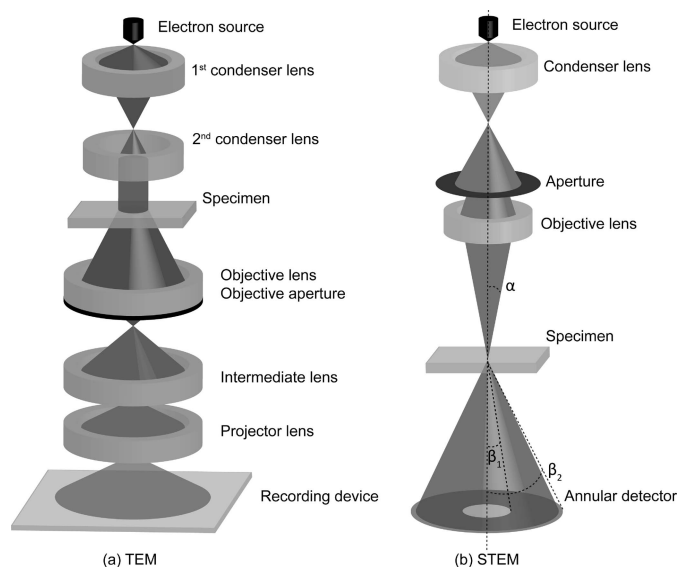 Electron source
1st condenser lens
2nd condenser lens
Specimen
Objective lens
Objective aperture
Intermediate lens
Projector lens
Recording device
(a) TEM
Electron source
Condenser lens
Aperture
Objective lens
α
Specimen
β1
β2
Annular detector
(b) STEM